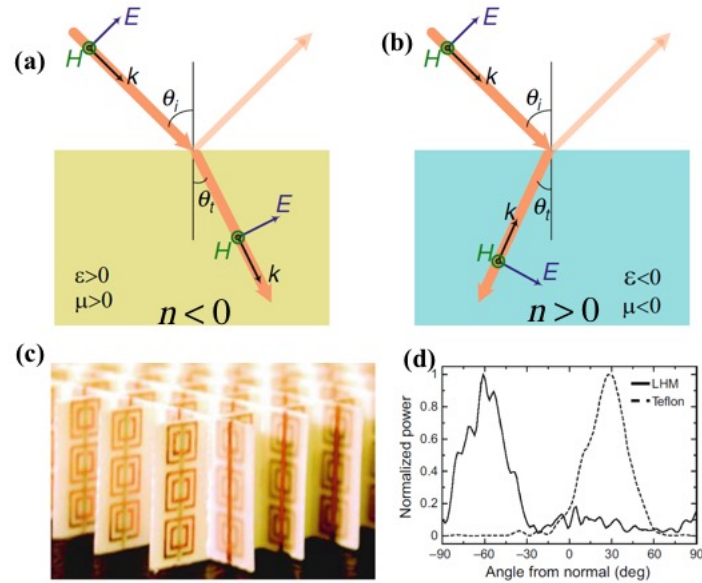 (a)
E
H
k
θi
θt
E
H
k
ε>0
μ>0
n<0
(b)
E
H
k
θi
k
θt
H
E
ε<0
μ<0
n>0
(c)
(d)
Normalized power
1
0.8
0.6
0.4
0.2
0
LHM
Teflon
−90 −60 −30 0 30 60 90
Angle from normal (deg)